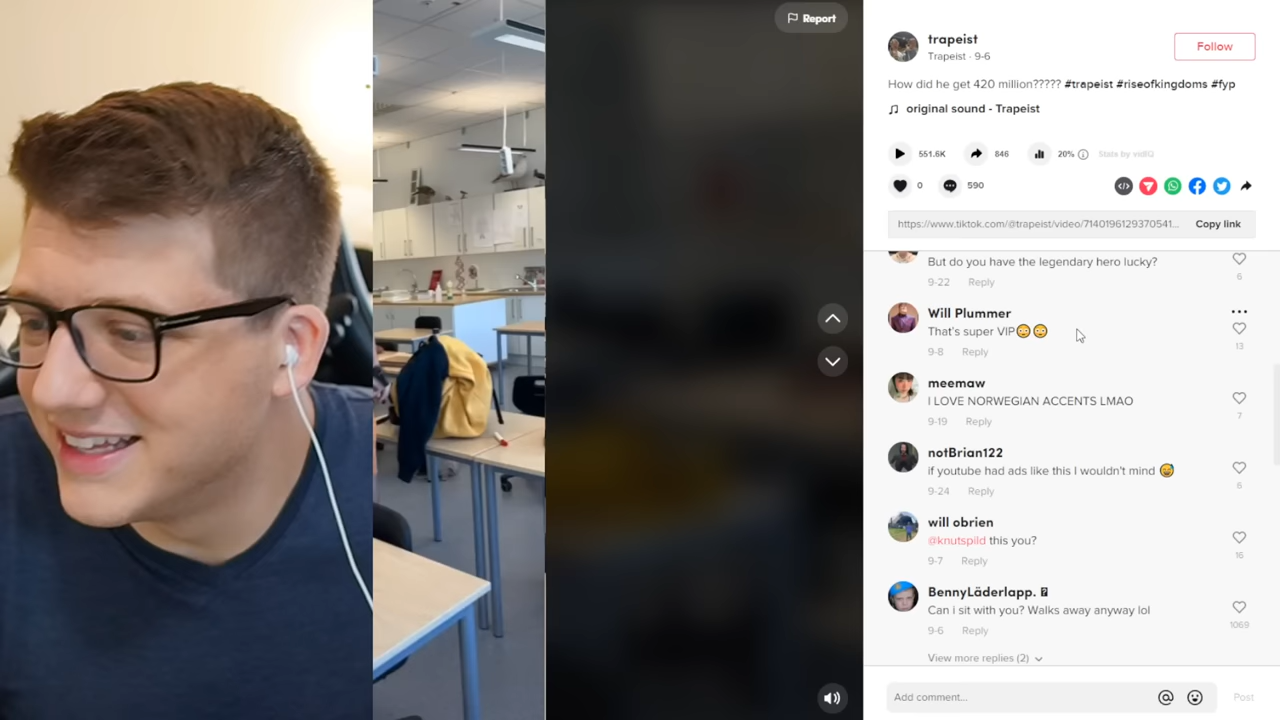 Report
trapeist
Trapeist · 9-6
Follow
How did he get 420 million????? #trapeist #riseofkingdoms #fyp
original sound - Trapeist
551.6K
846
20%
Stats by vidIQ
0
590
https://www.tiktok.com/@trapeist/video/7140196129370541...
Copy link
But do you have the legendary hero lucky?
9-22 Reply
6
Will Plummer
That's super VIP😳😳
9-8 Reply
13
meemaw
I LOVE NORWEGIAN ACCENTS LMAO
9-19 Reply
7
notBrian122
if youtube had ads like this I wouldn't mind 😅
9-24 Reply
6
will obrien
@knutspild this you?
9-7 Reply
16
BennyLäderlapp.
Can i sit with you? Walks away anyway lol
9-6 Reply
1069
View more replies (2)
Add comment...
Post